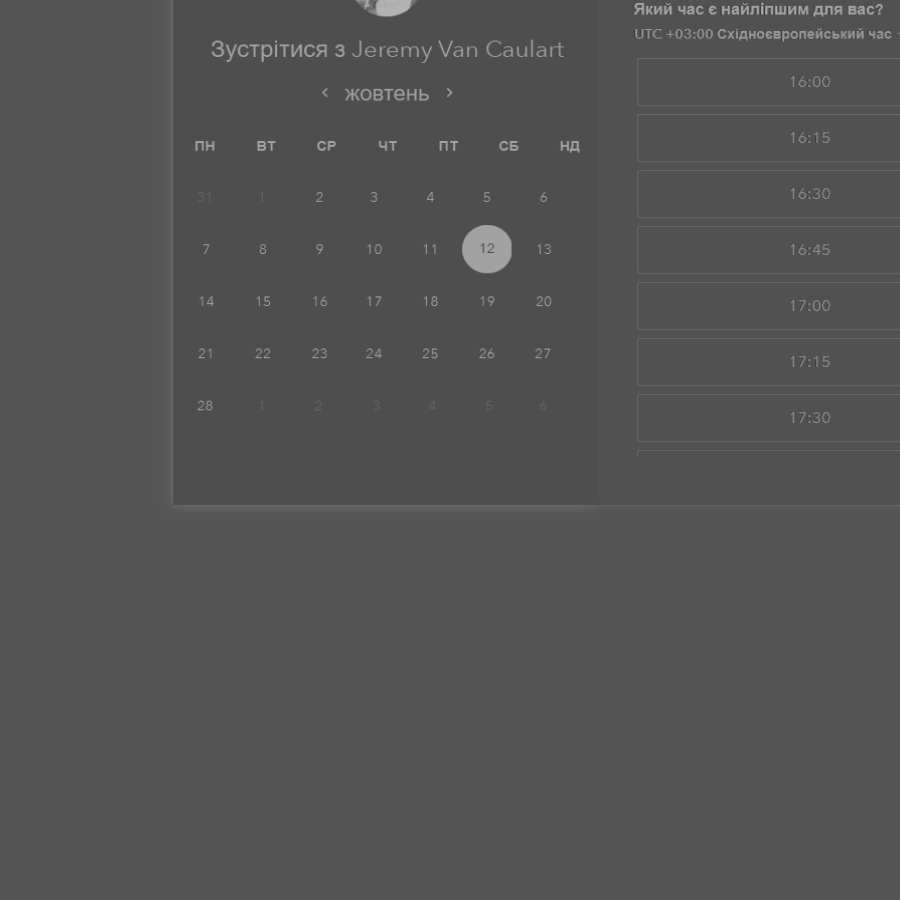 Зустрітися з Jeremy Van Caulart
‹ жовтень ›
ПН ВТ СР ЧТ ПТ СБ НД
31 1 2 3 4 5 6
7 8 9 10 11 12 13
14 15 16 17 18 19 20
21 22 23 24 25 26 27
28 1 2 3 4 5 6
Який час є найліпшим для вас?
UTC +03:00 Східноєвропейський час
16:00
16:15
16:30
16:45
17:00
17:15
17:30